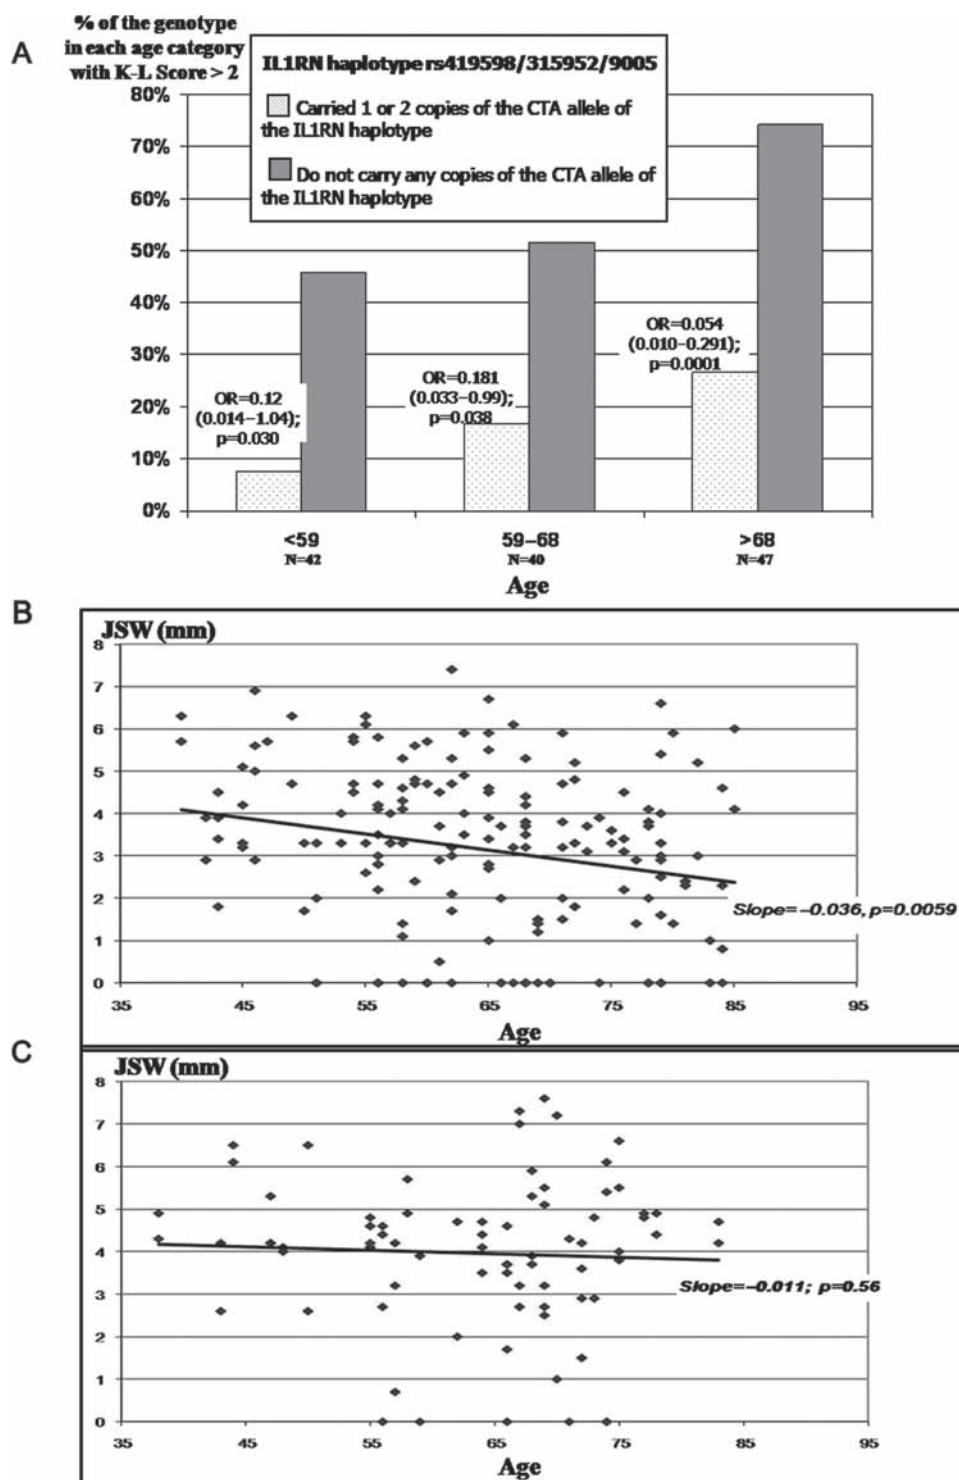 A
% of the genotype
in each age category
with K-L Score > 2
IL1RN haplotype rs419598/315952/9005
Carried 1 or 2 copies of the CTA allele of
the IL1RN haplotype
Do not carry any copies of the CTA allele of
the IL1RN haplotype
80%
70%
60%
50%
40%
30%
20%
10%
0%
OR=0.12
(0.014–1.04);
p=0.030
OR=0.181
(0.033–0.99);
p=0.038
OR=0.054
(0.010–0.291);
p=0.0001
<59 59–68 >68
N=42 N=40 N=47
Age
B
JSW (mm)
8
7
6
5
4
3
2
1
0
Slope=–0.036, p=0.0059
35 45 55 65 75 85 95
Age
C
JSW (mm)
8
7
6
5
4
3
2
1
0
Slope=–0.011; p=0.56
35 45 55 65 75 85 95
Age